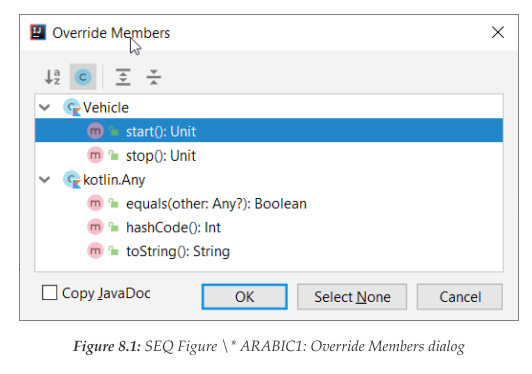 Override Members
Vehicle
start(): Unit
stop(): Unit
kotlin.Any
equals(other: Any?): Boolean
hashCode(): Int
toString(): String
Copy JavaDoc
OK
Select None
Cancel
Figure 8.1: SEQ Figure \* ARABIC1: Override Members dialog